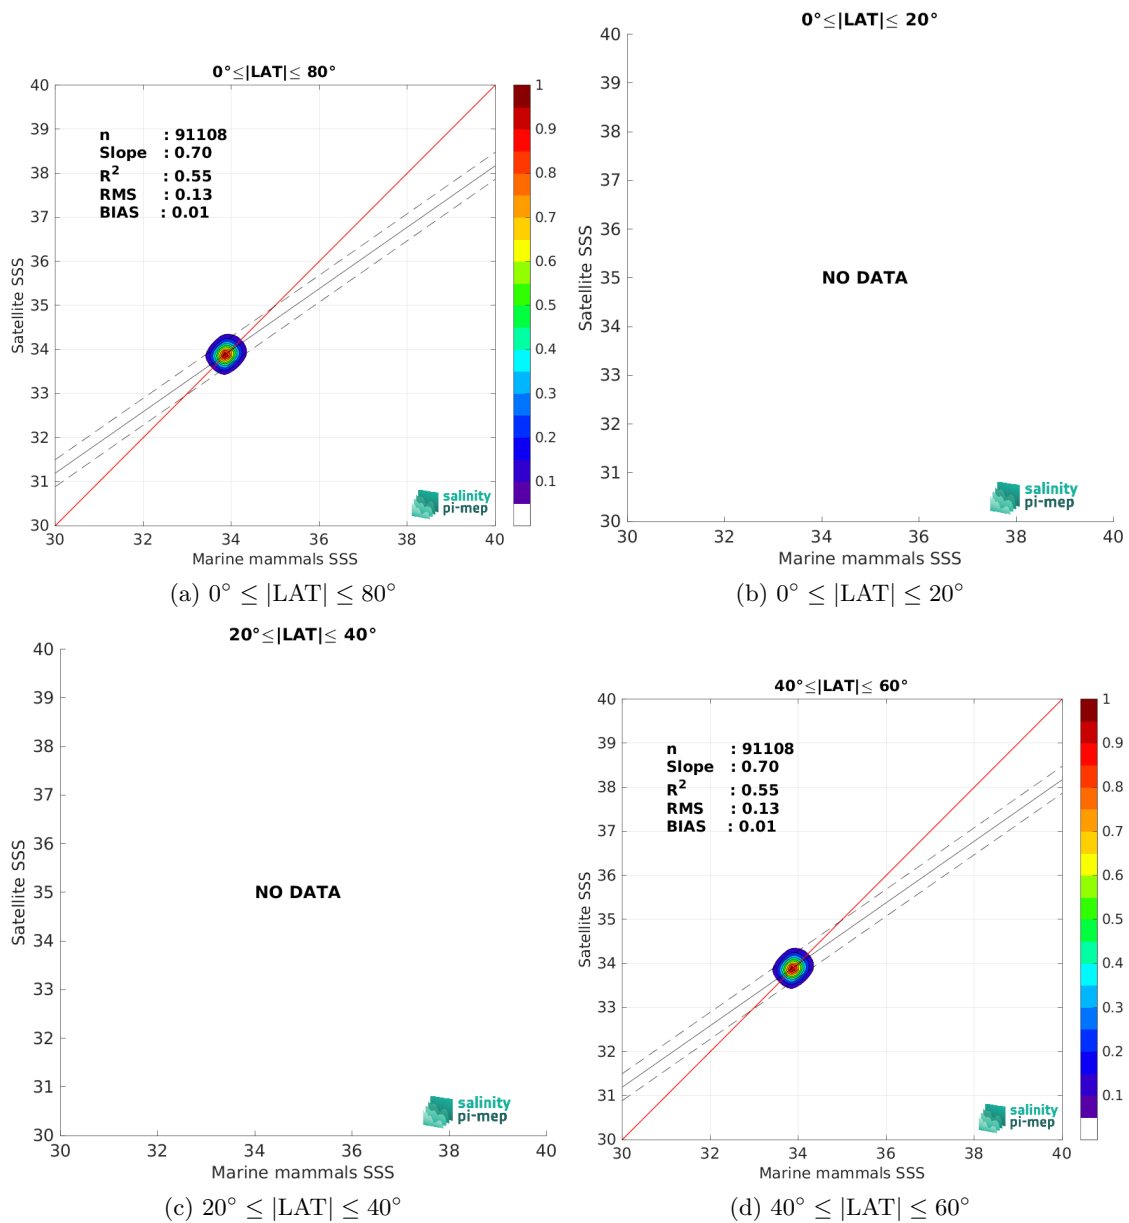 0°≤|LAT|≤ 80°
n : 91108
Slope : 0.70
R² : 0.55
RMS : 0.13
BIAS : 0.01
40
39
38
37
36
35
34
33
32
31
30
Satellite SSS
30 32 34 36 38 40
Marine mammals SSS
1
0.9
0.8
0.7
0.6
0.5
0.4
0.3
0.2
0.1
salinity
pi-mep
(a) 0° ≤ |LAT| ≤ 80°
0°≤|LAT|≤ 20°
40
39
38
37
36
35
34
33
32
31
30
Satellite SSS
NO DATA
salinity
pi-mep
30 32 34 36 38 40
Marine mammals SSS
(b) 0° ≤ |LAT| ≤ 20°
20°≤|LAT|≤ 40°
40
39
38
37
36
35
34
33
32
31
30
Satellite SSS
NO DATA
salinity
pi-mep
30 32 34 36 38 40
Marine mammals SSS
(c) 20° ≤ |LAT| ≤ 40°
40°≤|LAT|≤ 60°
n : 91108
Slope : 0.70
R² : 0.55
RMS : 0.13
BIAS : 0.01
40
39
38
37
36
35
34
33
32
31
30
Satellite SSS
30 32 34 36 38 40
Marine mammals SSS
1
0.9
0.8
0.7
0.6
0.5
0.4
0.3
0.2
0.1
salinity
pi-mep
(d) 40° ≤ |LAT| ≤ 60°